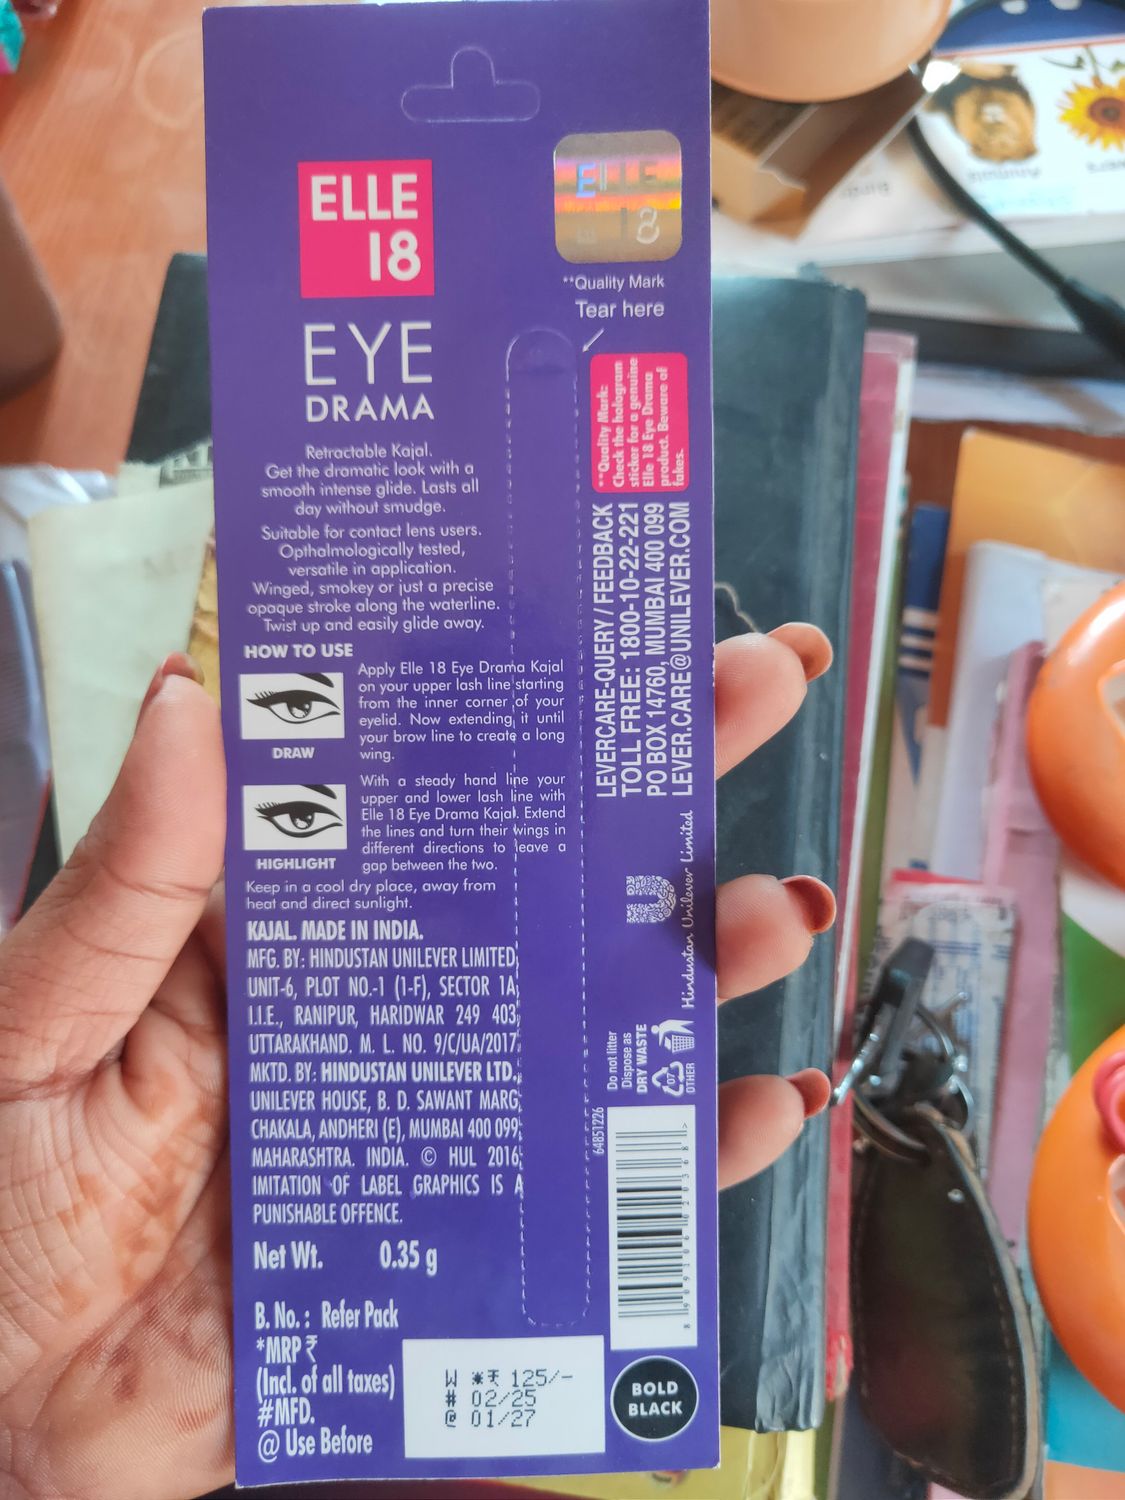 ELLE
18
EYE
DRAMA
Retractable Kajal.
Get the dramatic look with a
smooth intense glide. Lasts all
day without smudge.
Suitable for contact lens users.
Opthalmologically tested,
versatile in application.
Winged, smokey or just a precise
opaque stroke along the waterline.
Twist up and easily glide away.
HOW TO USE
Apply Elle 18 Eye Drama Kajal
on your upper lash line starting
from the inner corner of your
eyelid. Now extending it until
your brow line to create a long
wing.
DRAW
With a steady hand line your
upper and lower lash line with
Elle 18 Eye Drama Kajal. Extend
the lines and turn their wings in
different directions to leave a
gap between the two.
HIGHLIGHT
Keep in a cool dry place, away from
heat and direct sunlight.
KAJAL. MADE IN INDIA.
MFG. BY: HINDUSTAN UNILEVER LIMITED,
UNIT-6, PLOT NO.-1 (1-F), SECTOR 1A,
I.I.E., RANIPUR, HARIDWAR 249 403,
UTTARAKHAND. M. L. NO. 9/C/UA/2017.
MKTD. BY: HINDUSTAN UNILEVER LTD.,
UNILEVER HOUSE, B. D. SAWANT MARG,
CHAKALA, ANDHERI (E), MUMBAI 400 099,
MAHARASHTRA. INDIA. © HUL 2016.
IMITATION OF LABEL GRAPHICS IS A
PUNISHABLE OFFENCE.
Net Wt. 0.35 g
B. No.: Refer Pack
*MRP ₹
(Incl. of all taxes)
#MFD.
@ Use Before
W *₹ 125/-
# 02/25
@ 01/27
ELLE
18
**Quality Mark
Tear here
**Quality Mark:
Check the hologram
sticker for a genuine
Elle 18 Eye Drama
product. Beware of
fakes.
LEVERCARE-QUERY / FEEDBACK
TOLL FREE: 1800-10-22-221
PO BOX 14760, MUMBAI 400 099
LEVER.CARE@UNILEVER.COM
Hindustan Unilever Limited
Do not litter
Dispose as
DRY WASTE
07
OTHER
64851226
BOLD
BLACK